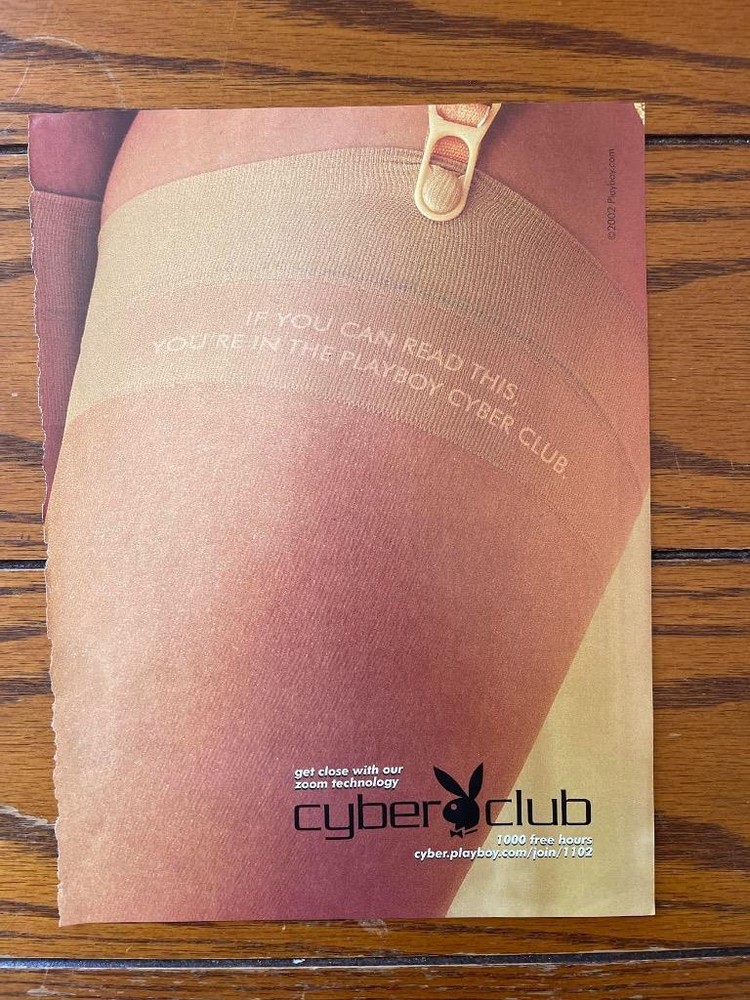 ©2002 Playboy.com
IF YOU CAN READ THIS,
YOU'RE IN THE PLAYBOY CYBER CLUB.
get close with our
zoom technology
cyber club
1000 free hours
cyber.playboy.com/join/1102